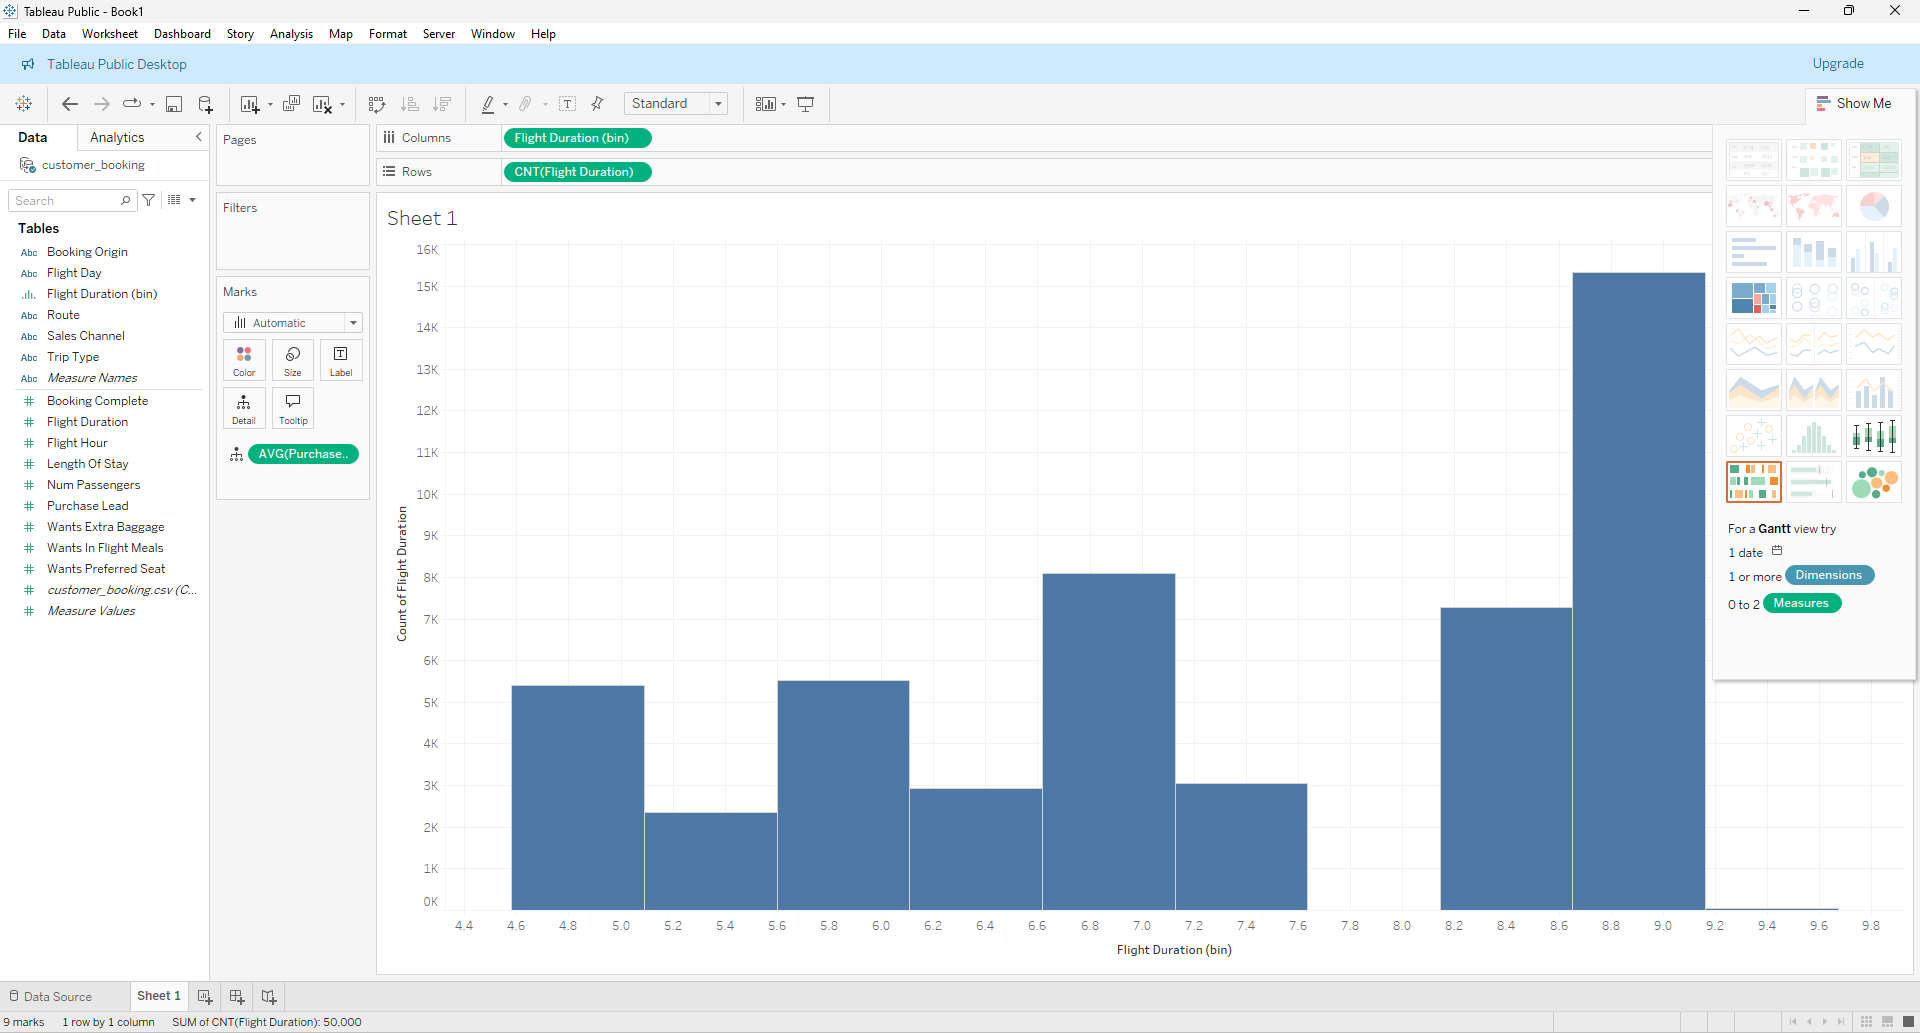 Tableau Public - Book1
File Data Worksheet Dashboard Story Analysis Map Format Server Window Help
Tableau Public Desktop
Upgrade
Standard
Show Me
Data
Analytics
customer_booking
Search
Tables
Abc Booking Origin
Abc Flight Day
Flight Duration (bin)
Abc Route
Abc Sales Channel
Abc Trip Type
Abc Measure Names
Booking Complete
Flight Duration
Flight Hour
Length Of Stay
Num Passengers
Purchase Lead
Wants Extra Baggage
Wants In Flight Meals
Wants Preferred Seat
customer_booking.csv (C...
Measure Values
Pages
Filters
Marks
Automatic
Color
Size
Label
Detail
Tooltip
AVG(Purchase..
Columns
Flight Duration (bin)
Rows
CNT(Flight Duration)
Sheet 1
16K
15K
14K
13K
12K
11K
10K
9K
8K
7K
6K
5K
4K
3K
2K
1K
0K
Count of Flight Duration
4.4 4.6 4.8 5.0 5.2 5.4 5.6 5.8 6.0 6.2 6.4 6.6 6.8 7.0 7.2 7.4 7.6 7.8 8.0 8.2 8.4 8.6 8.8 9.0 9.2 9.4 9.6 9.8
Flight Duration (bin)
For a Gantt view try
1 date
1 or more Dimensions
0 to 2 Measures
Data Source
Sheet 1
9 marks
1 row by 1 column
SUM of CNT(Flight Duration): 50,000